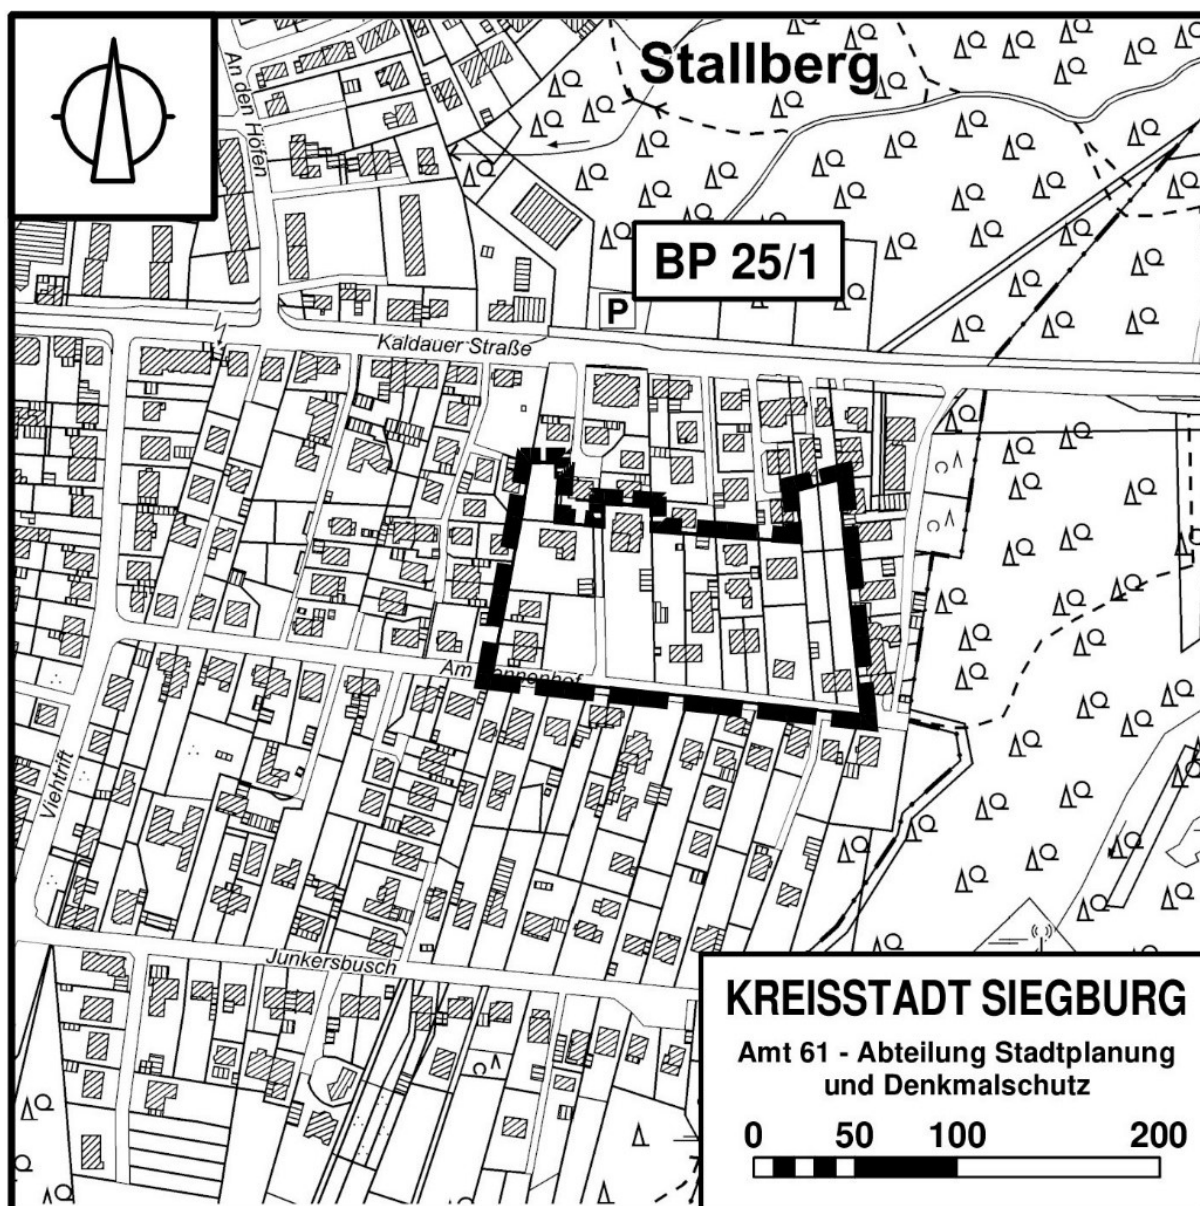 Stallberg
An den Höfen
BP 25/1
P
Kaldauer Straße
Am
Viehtrift
Junkersbusch
KREISSTADT SIEGBURG
Amt 61 - Abteilung Stadtplanung
und Denkmalschutz
0 50 100 200